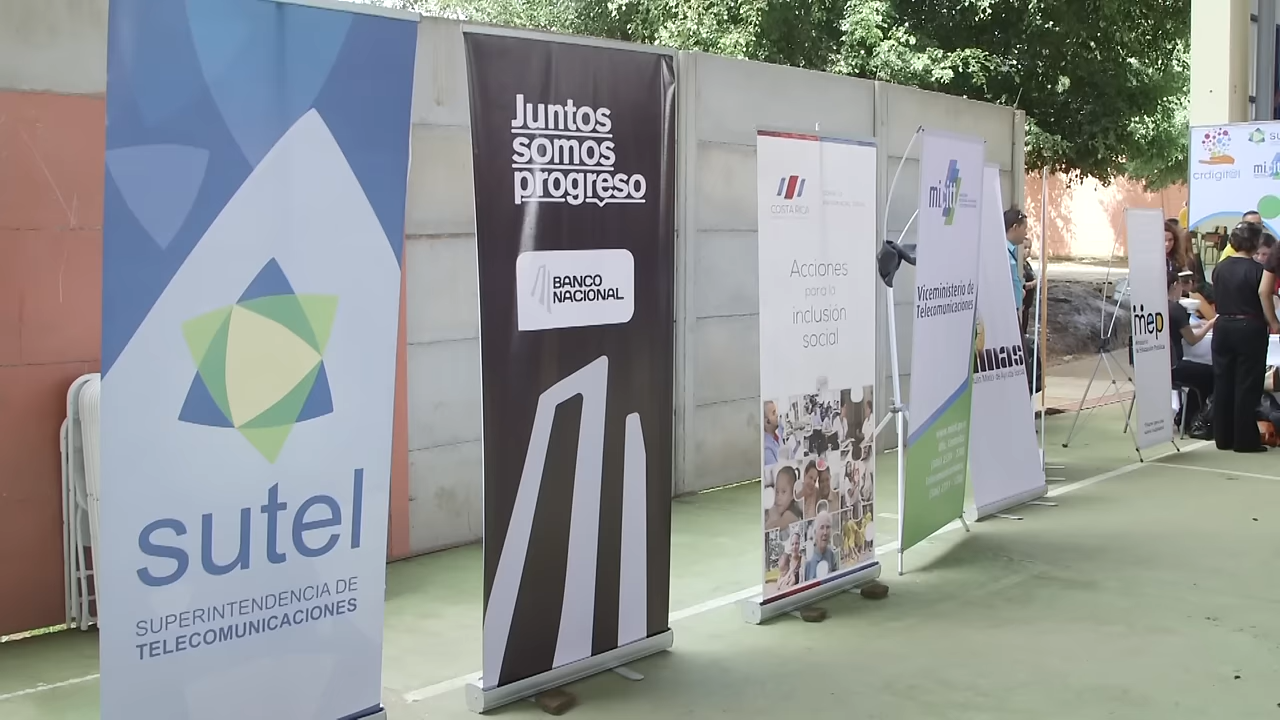 sutel
SUPERINTENDENCIA DE
TELECOMUNICACIONES
Juntos
somos
progreso
BANCO
NACIONAL
COSTA RICA
Acciones
para la
inclusión
social
Viceministerio de
Telecomunicaciones
mas
mep